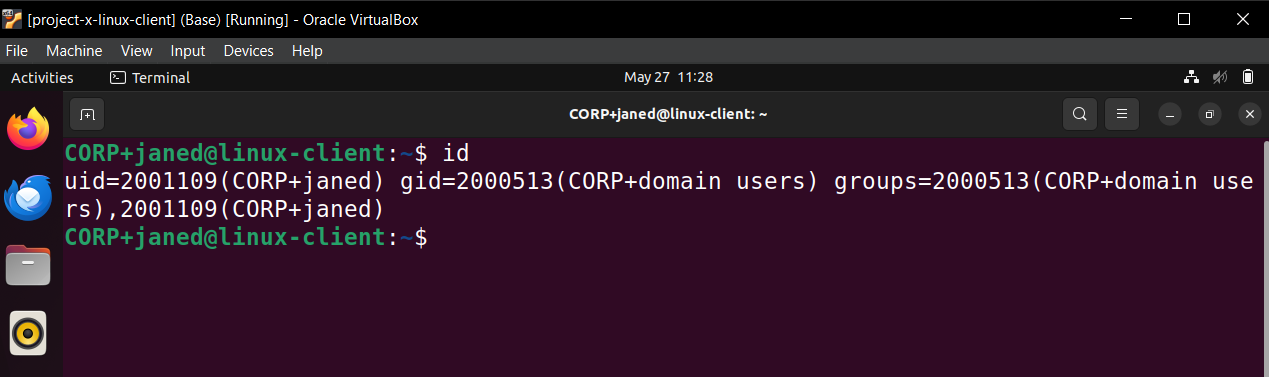 [project-x-linux-client] (Base) [Running] - Oracle VirtualBox
File Machine View Input Devices Help
Activities Terminal May 27 11:28
CORP+janed@linux-client: ~
CORP+janed@linux-client:~$ id
uid=2001109(CORP+janed) gid=2000513(CORP+domain users) groups=2000513(CORP+domain use
rs),2001109(CORP+janed)
CORP+janed@linux-client:~$